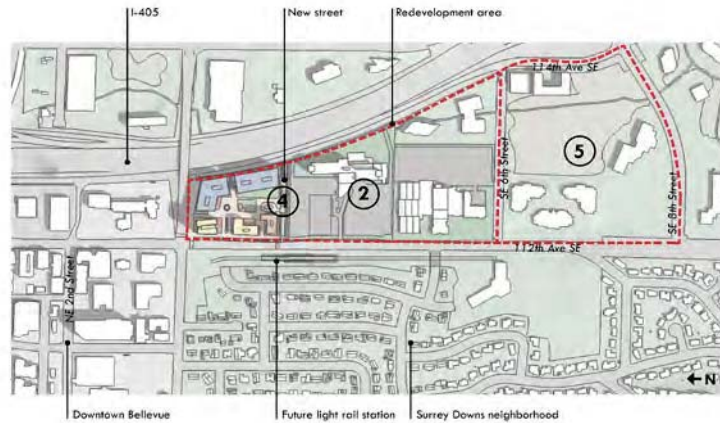 I-405
New street
Redevelopment area
114th Ave SE
5
SE 6th Street
2
4
SE 8th Street
112th Ave SE
NE 2nd Street
←N
Downtown Bellevue
Future light rail station
Surrey Downs neighborhood